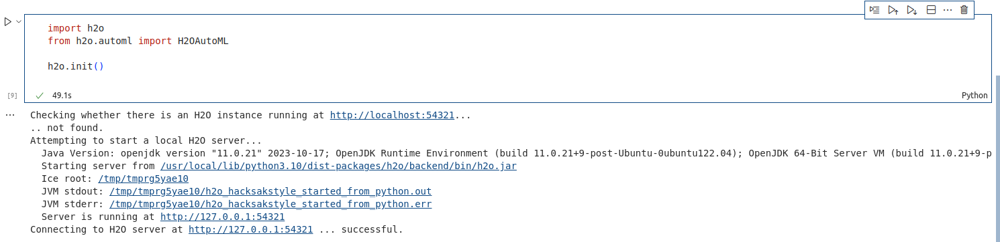 import h2o
from h2o.automl import H2OAutoML
h2o.init()
[9]
49.1s
Python
Checking whether there is an H2O instance running at http://localhost:54321...
.. not found.
Attempting to start a local H2O server...
Java Version: openjdk version "11.0.21" 2023-10-17; OpenJDK Runtime Environment (build 11.0.21+9-post-Ubuntu-0ubuntu122.04); OpenJDK 64-Bit Server VM (build 11.0.21+9-p
Starting server from /usr/local/lib/python3.10/dist-packages/h2o/backend/bin/h2o.jar
Ice root: /tmp/tmprg5yae10
JVM stdout: /tmp/tmprg5yae10/h2o_hacksakstyle_started_from_python.out
JVM stderr: /tmp/tmprg5yae10/h2o_hacksakstyle_started_from_python.err
Server is running at http://127.0.0.1:54321
Connecting to H2O server at http://127.0.0.1:54321 ... successful.